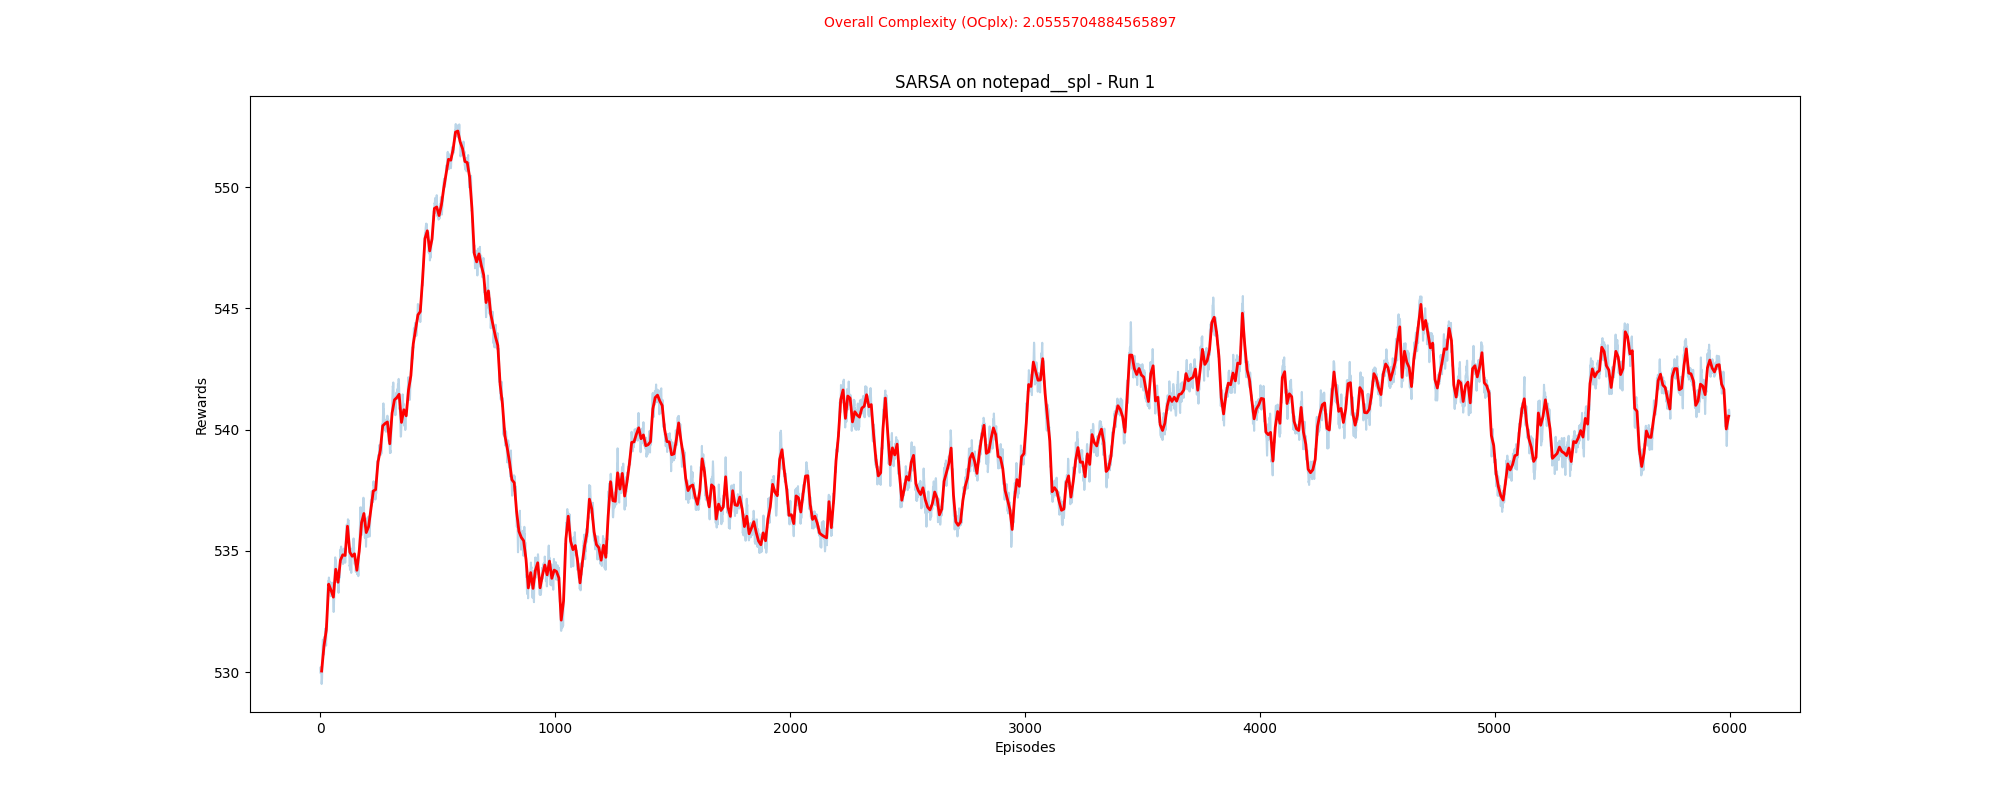 Overall Complexity (OCplx): 2.0555704884565897
SARSA on notepad__spl - Run 1
550
545
540
535
530
Rewards
0 1000 2000 3000 4000 5000 6000
Episodes